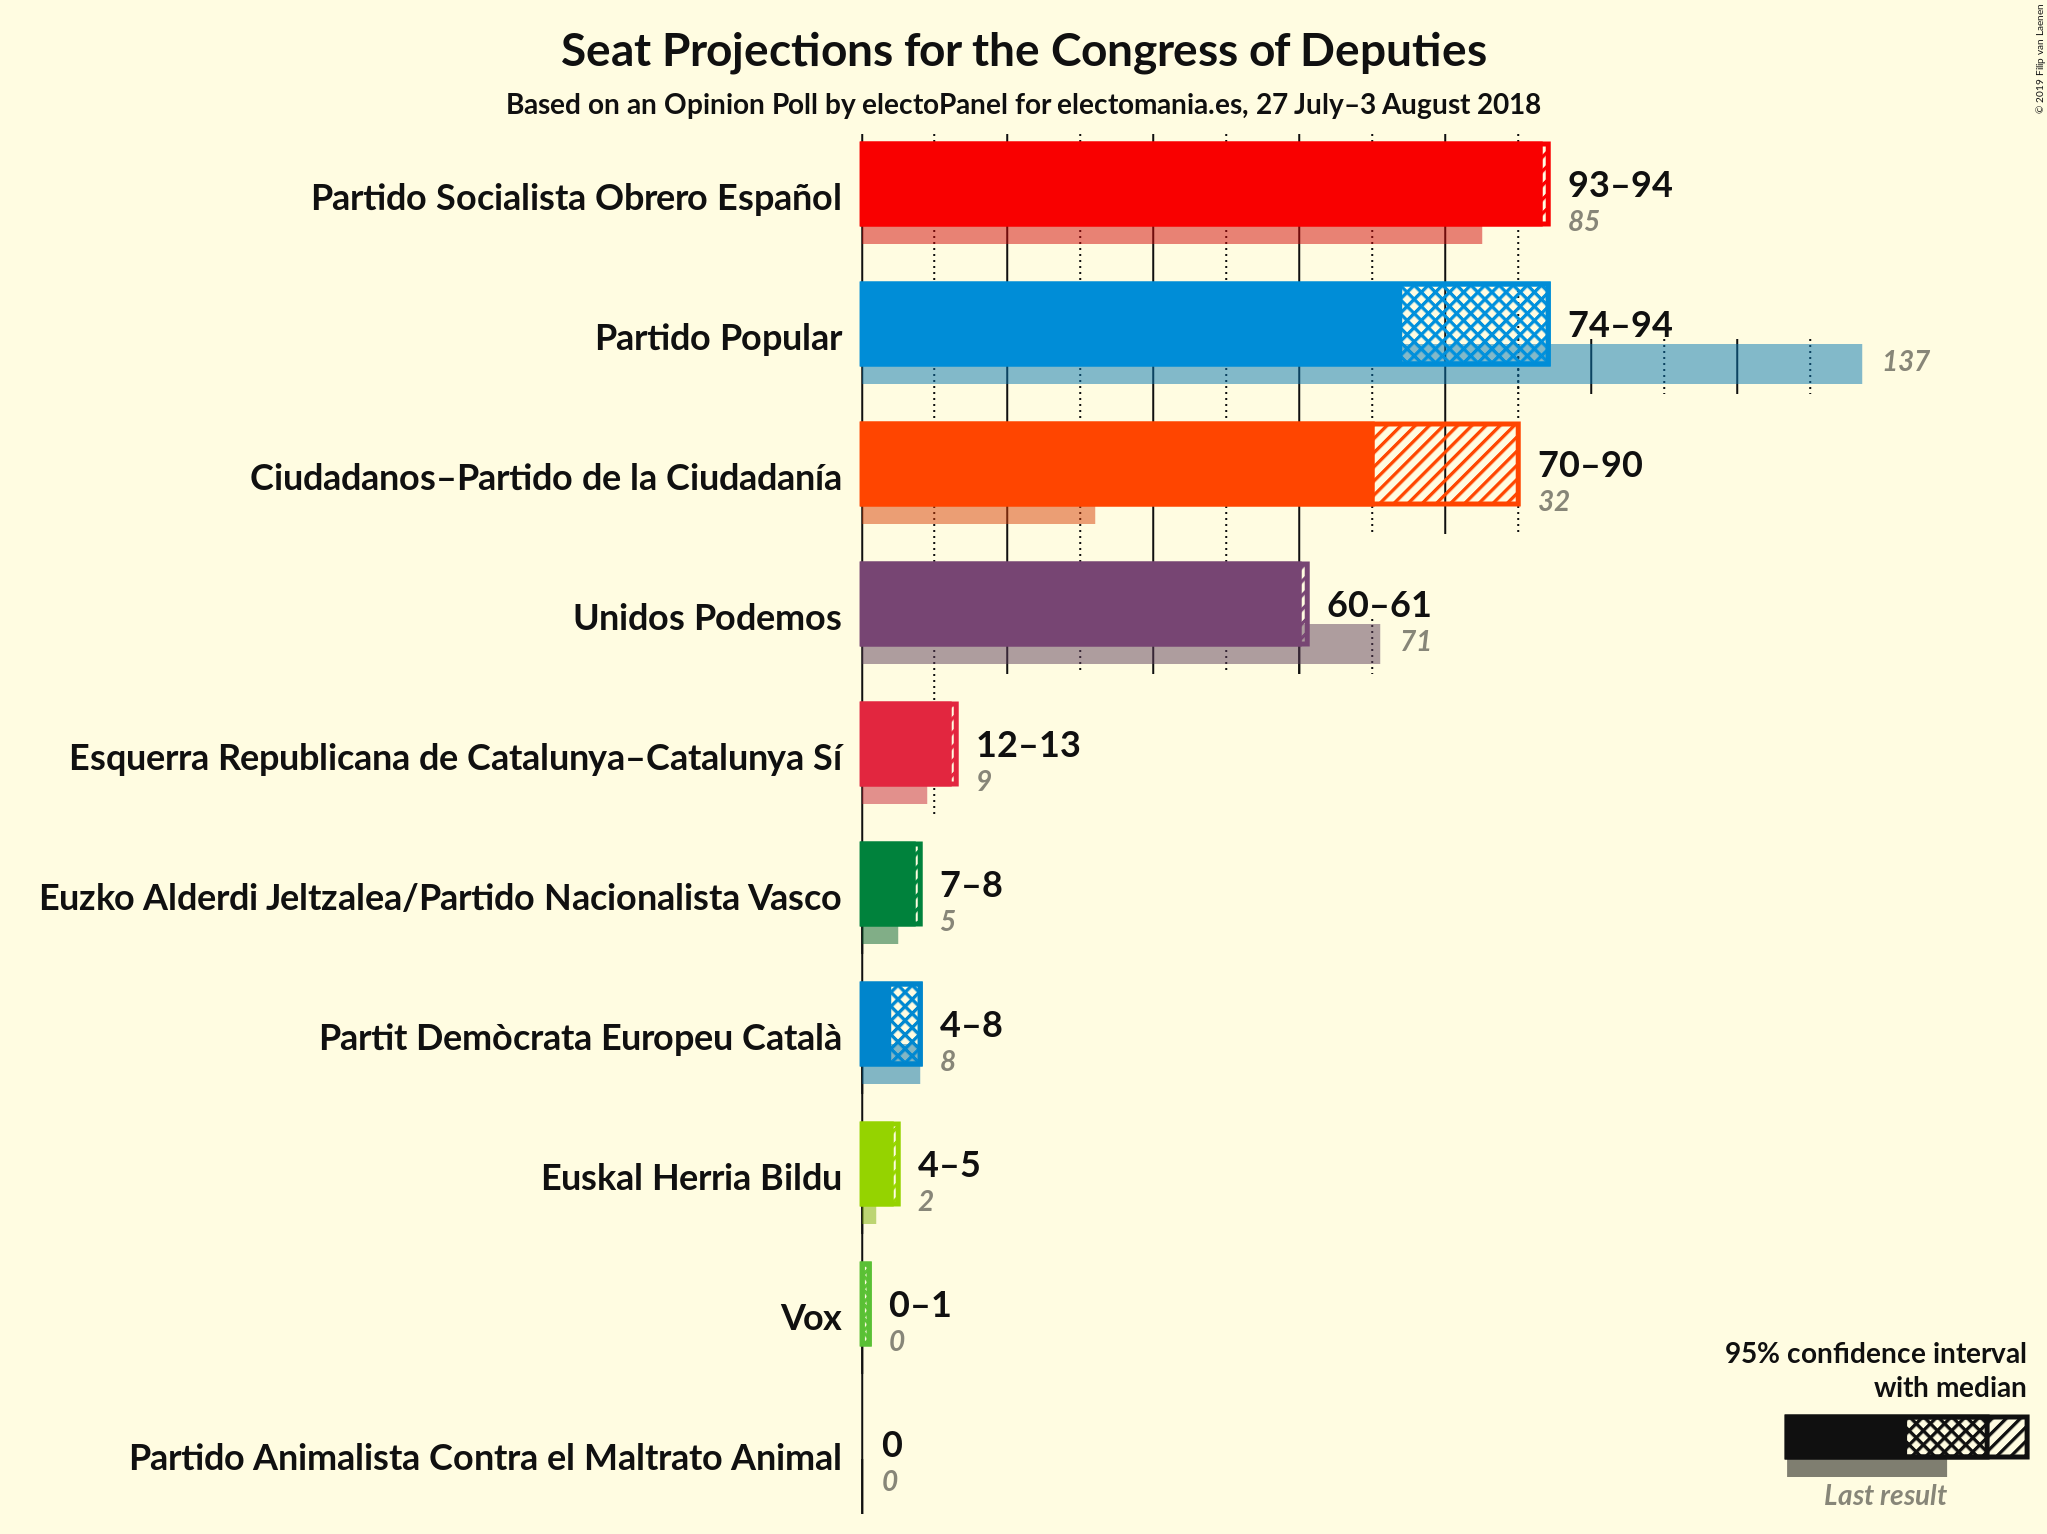 Seat Projections for the Congress of Deputies
Based on an Opinion Poll by electoPanel for electomania.es, 27 July–3 August 2018
© 2019 Filip van Laenen
Partido Socialista Obrero Español
93–94
85
Partido Popular
74–94
137
Ciudadanos–Partido de la Ciudadanía
70–90
32
Unidos Podemos
60–61
71
Esquerra Republicana de Catalunya–Catalunya Sí
12–13
9
Euzko Alderdi Jeltzalea/Partido Nacionalista Vasco
7–8
5
Partit Demòcrata Europeu Català
4–8
8
Euskal Herria Bildu
4–5
2
Vox
0–1
0
Partido Animalista Contra el Maltrato Animal
0
0
95% confidence interval
with median
Last result